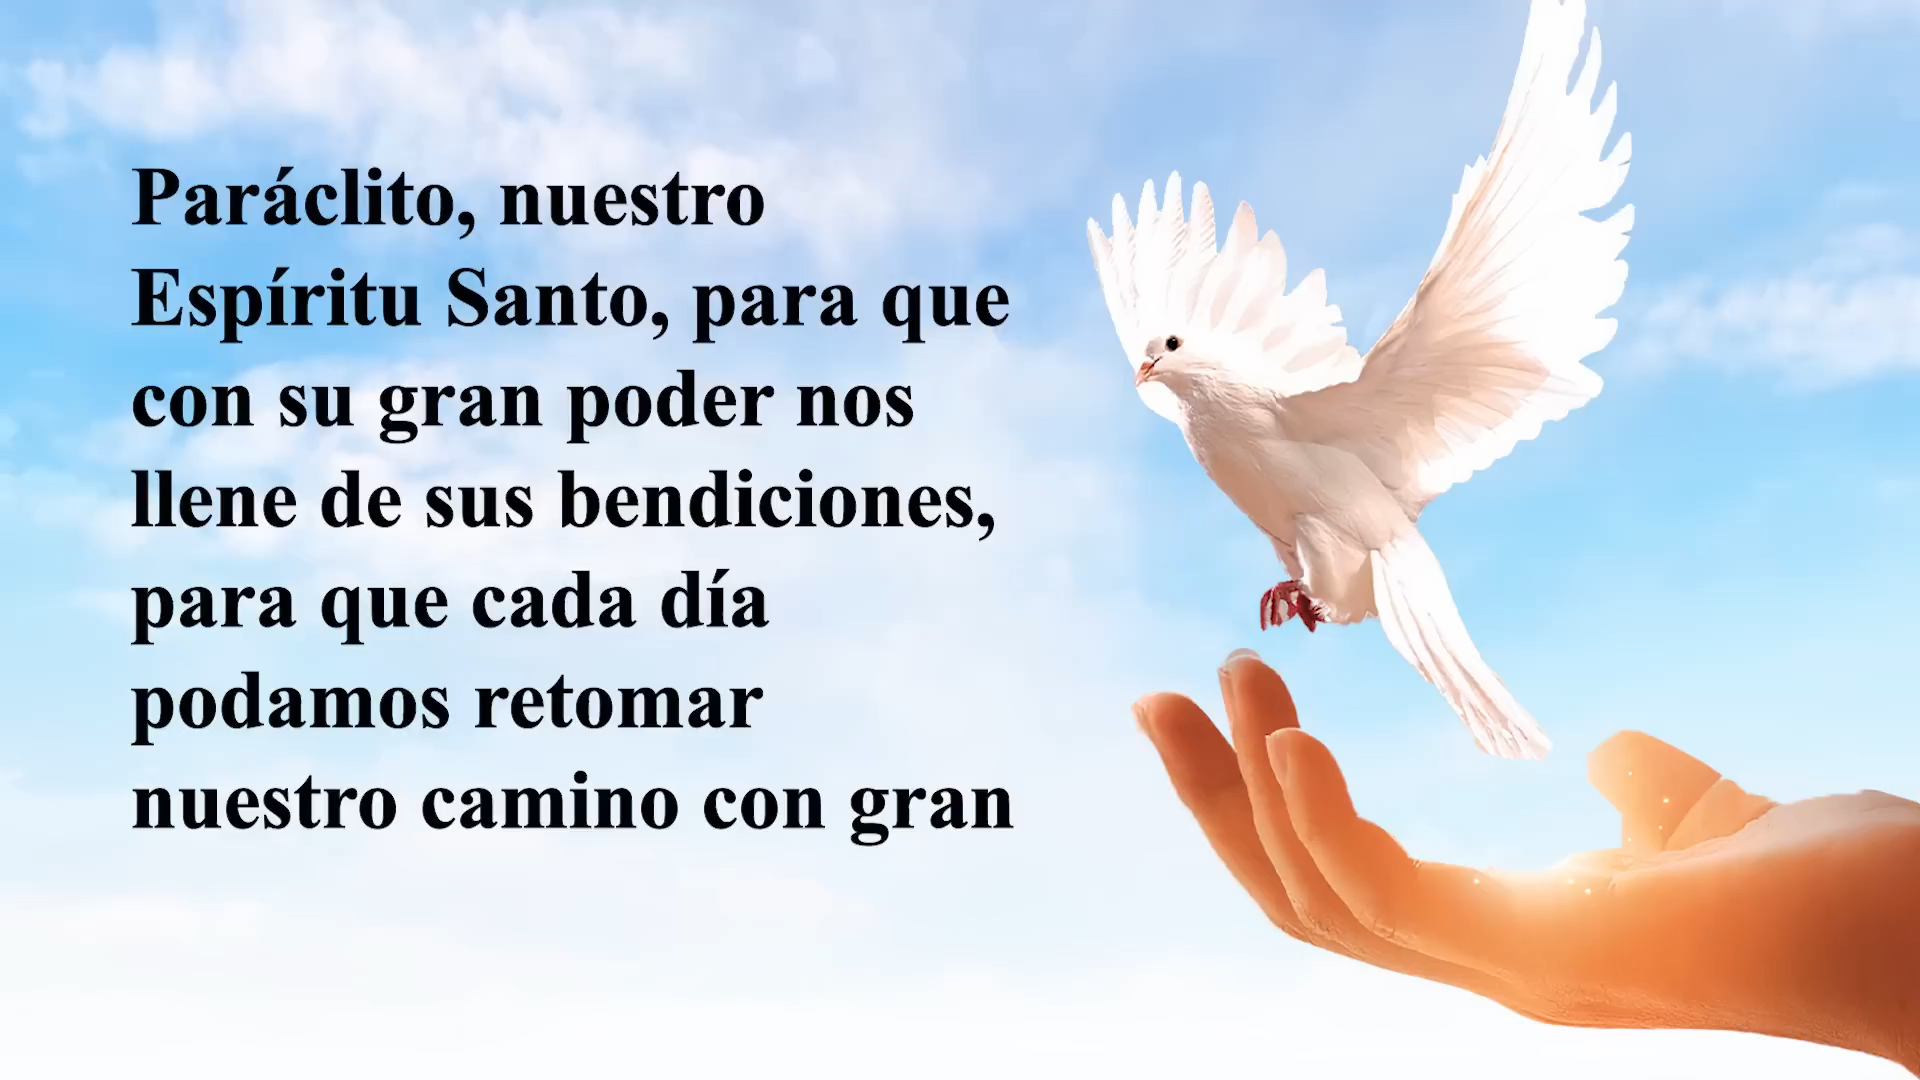 Paráclito, nuestro
Espíritu Santo, para que
con su gran poder nos
llene de sus bendiciones,
para que cada día
podamos retomar
nuestro camino con gran